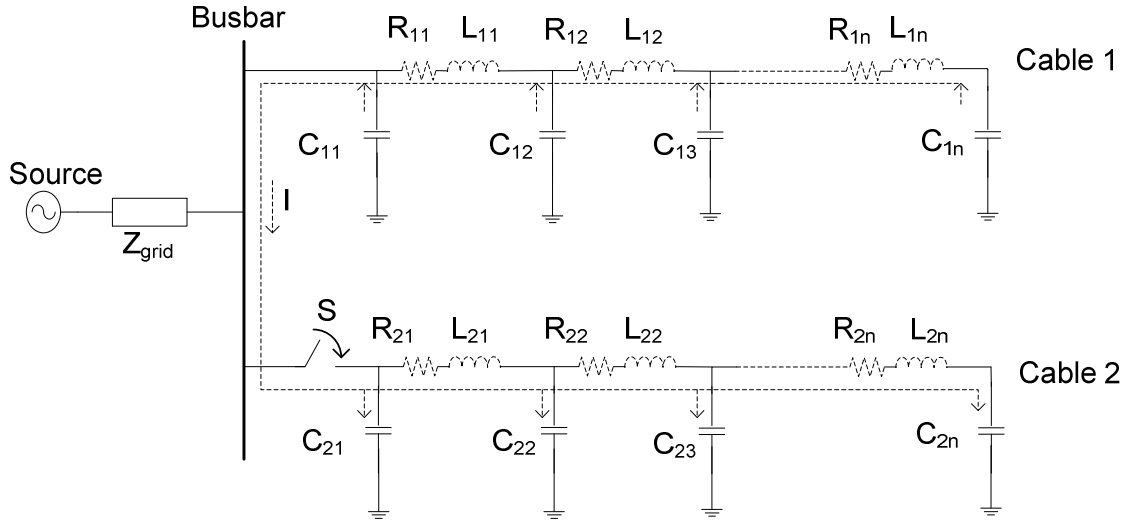 Busbar
R11 L11 R12 L12 R1n L1n
Cable 1
C11 C12 C13 C1n
Source
I
Zgrid
S
R21 L21 R22 L22 R2n L2n
Cable 2
C21 C22 C23 C2n